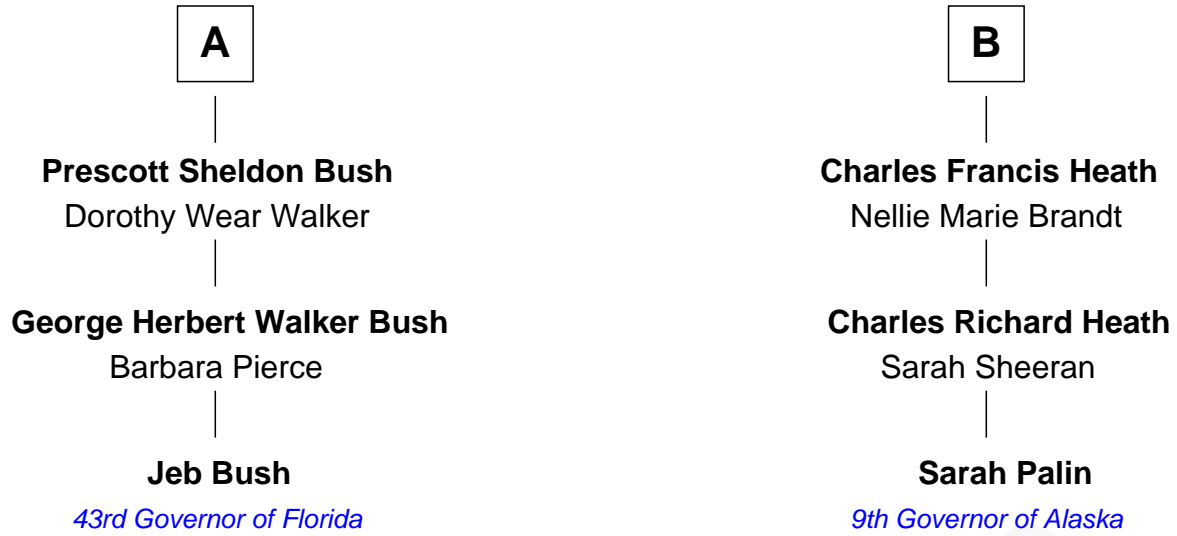 A
Prescott Sheldon Bush
Dorothy Wear Walker
George Herbert Walker Bush
Barbara Pierce
Jeb Bush
43rd Governor of Florida
B
Charles Francis Heath
Nellie Marie Brandt
Charles Richard Heath
Sarah Sheeran
Sarah Palin
9th Governor of Alaska